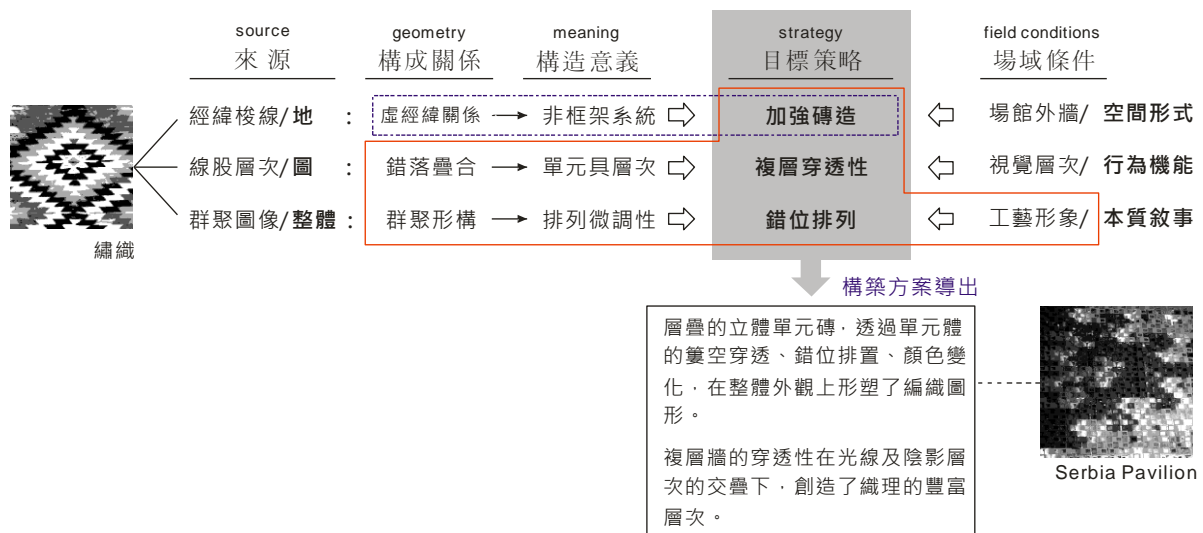 source geometry meaning strategy field conditions
來源 構成關係 構造意義 目標策略 場域條件
經緯梭線/地 : 虛經緯關係 非框架系統 加強磚造 場館外牆/ 空間形式
線股層次/圖 : 錯落疊合 單元具層次 複層穿透性 視覺層次/ 行為機能
群聚圖像/整體 : 群聚形構 排列微調性 錯位排列 工藝形象/ 本質敘事
繡織
構築方案導出
層疊的立體單元磚，透過單元體
的簍空穿透、錯位排置、顏色變
化，在整體外觀上形塑了編織圖
形。
複層牆的穿透性在光線及陰影層
次的交疊下，創造了織理的豐富
層次。
Serbia Pavilion